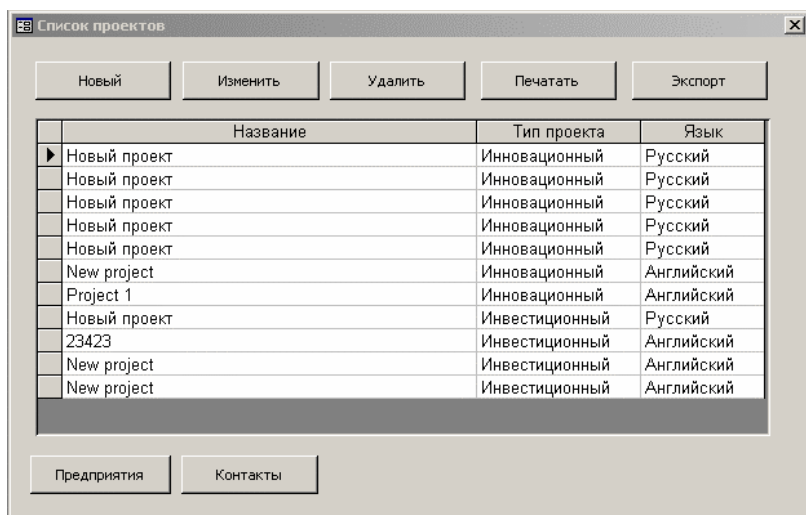 Список проектов
Новый Изменить Удалить Печатать Экспорт
Название Тип проекта Язык
Новый проект Инновационный Русский
Новый проект Инновационный Русский
Новый проект Инновационный Русский
Новый проект Инновационный Русский
Новый проект Инновационный Русский
New project Инновационный Английский
Project 1 Инновационный Английский
Новый проект Инвестиционный Русский
23423 Инвестиционный Английский
New project Инвестиционный Английский
New project Инвестиционный Английский
Предприятия Контакты